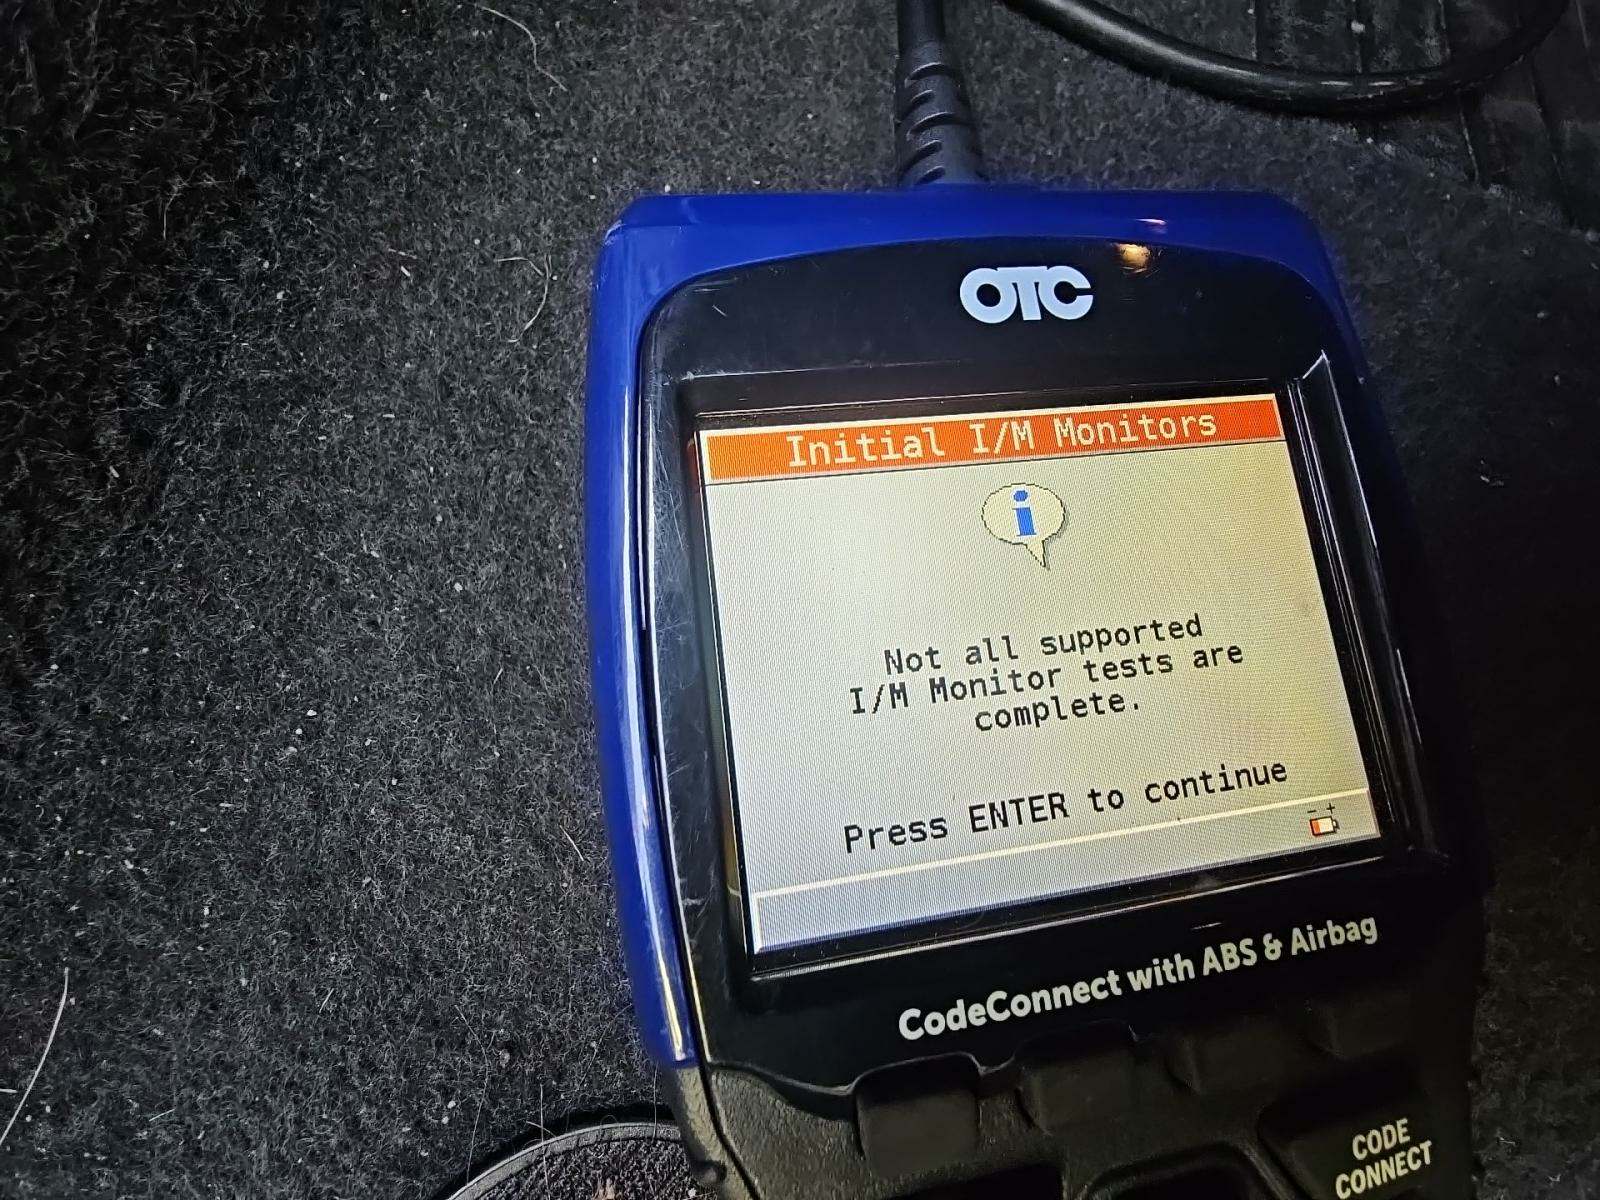 OTC
Initial I/M Monitors
i
Not all supported
I/M Monitor tests are
complete.
Press ENTER to continue
- +
CodeConnect with ABS & Airbag
CODE
CONNECT